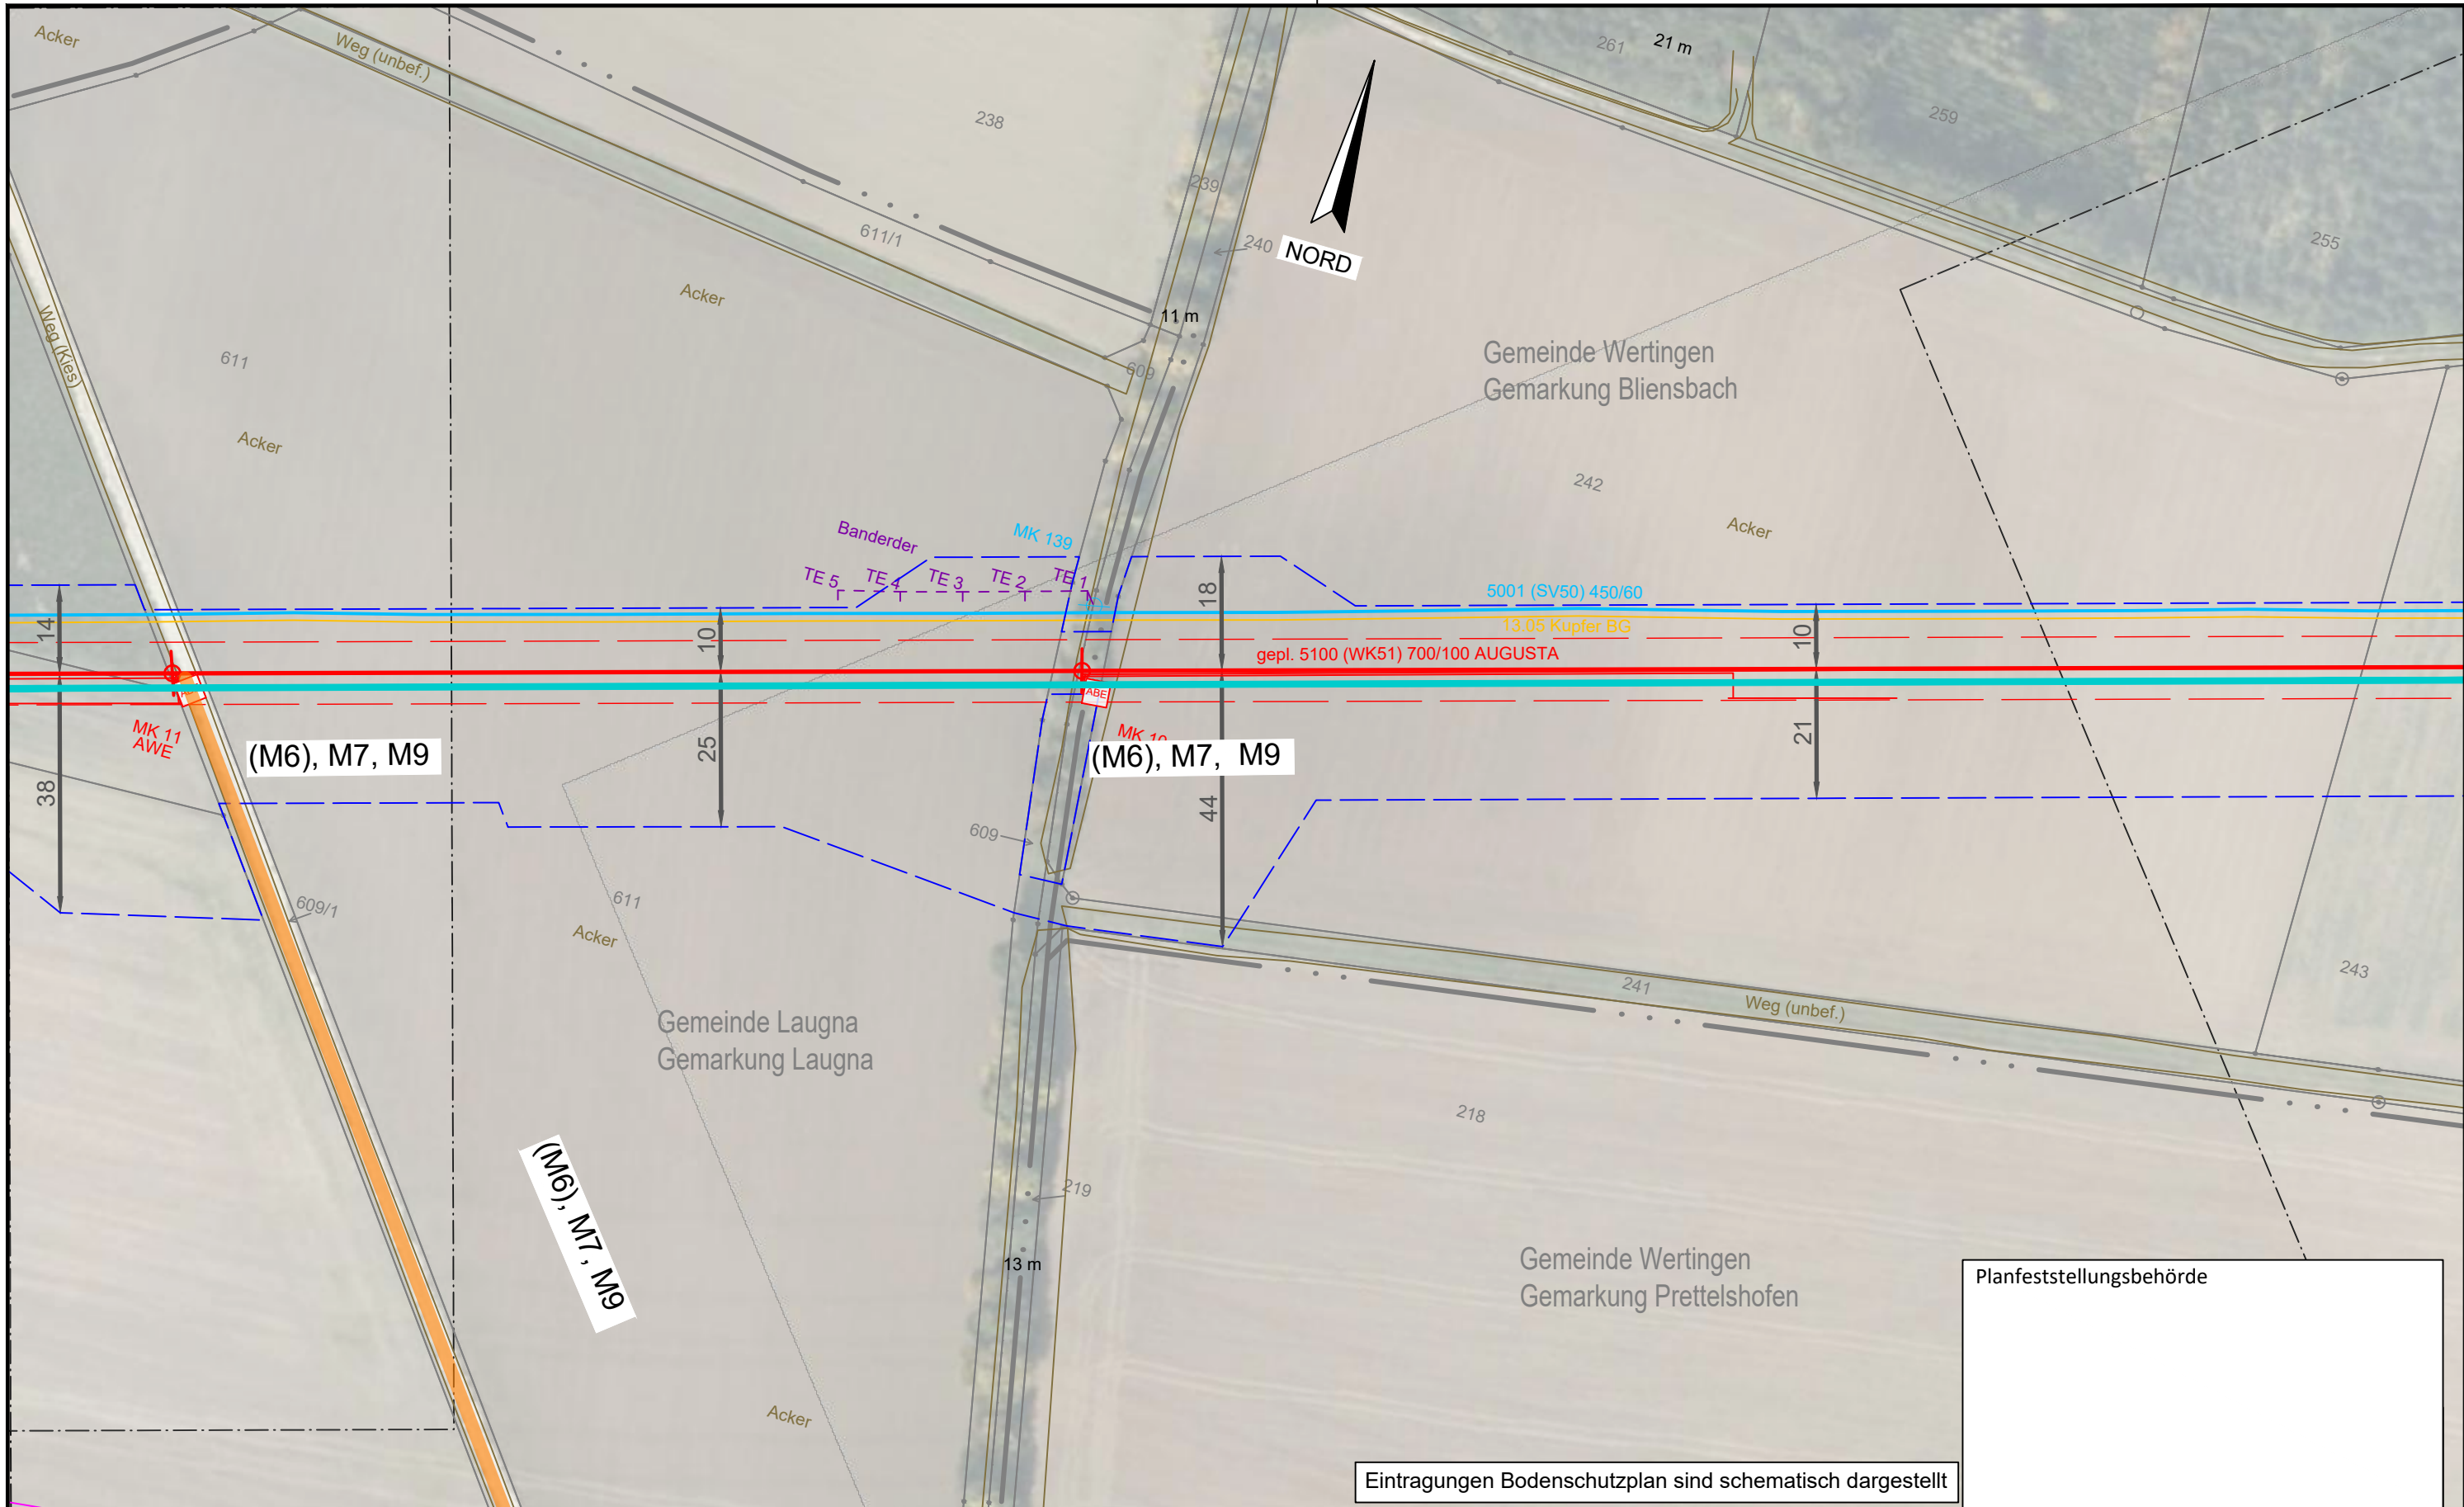 Acker
Weg (unbef.)
261
21 m
259
238
239
611/1
240
NORD
255
Acker
11 m
Weg (Kies)
611
609
Gemeinde Wertingen
Gemarkung Bliensbach
Acker
242
Acker
Banderder
MK 139
TE 5
TE 4
TE 3
TE 2
TE 1
18
5001 (SV50) 450/60
14
10
13.05 Kupfer BG
10
gepl. 5100 (WK51) 700/100 AUGUSTA
ABE
MK 11
AWE
(M6), M7, M9
25
(M6), M7, M9
21
38
44
609
609/1
611
Acker
243
241
Weg (unbef.)
Gemeinde Laugna
Gemarkung Laugna
218
(M6), M7, M9
219
13 m
Gemeinde Wertingen
Gemarkung Prettelshofen
Planfeststellungsbehörde
Acker
Eintragungen Bodenschutzplan sind schematisch dargestellt